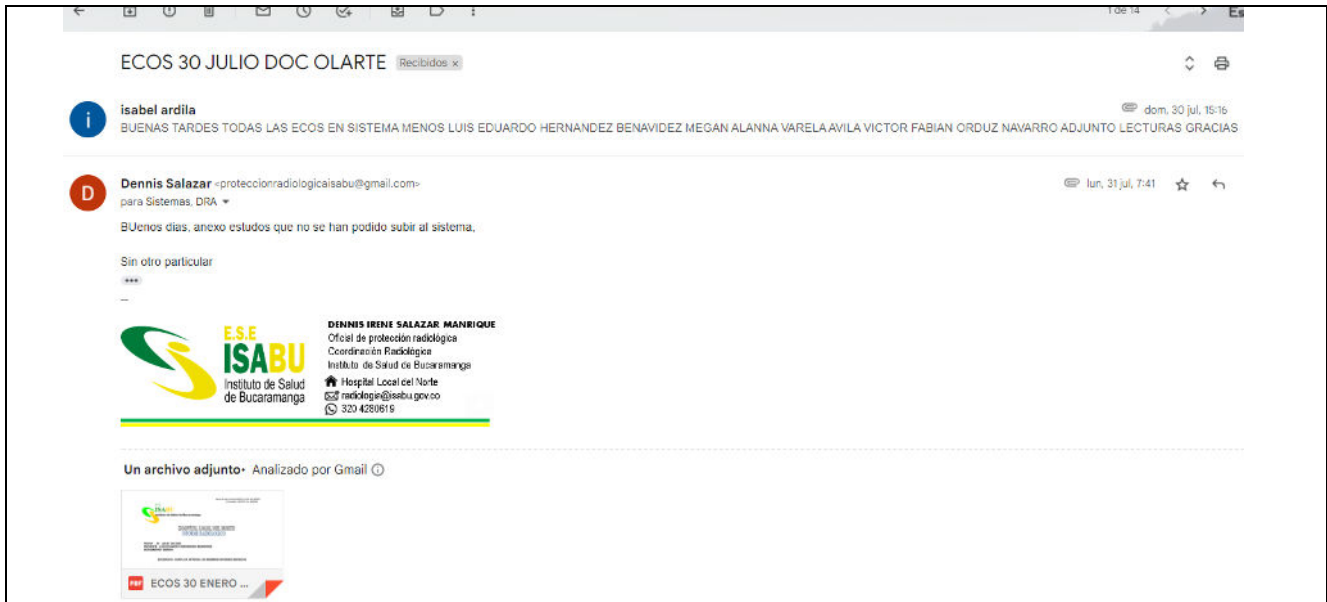 1 de 14
Es
ECOS 30 JULIO DOC OLARTE Recibidos x
i
isabel ardila
dom, 30 jul, 15:16
BUENAS TARDES TODAS LAS ECOS EN SISTEMA MENOS LUIS EDUARDO HERNANDEZ BENAVIDEZ MEGAN ALANNA VARELA AVILA VICTOR FABIAN ORDUZ NAVARRO ADJUNTO LECTURAS GRACIAS
D
Dennis Salazar <proteccionradiologicaisabu@gmail.com>
lun, 31 jul, 7:41
para Sistemas, DRA
BUenos dias, anexo estudos que no se han podido subir al sistema,
Sin otro particular
...
--
E.S.E
ISABU
Instituto de Salud
de Bucaramanga
DENNIS IRENE SALAZAR MANRIQUE
Oficial de protección radiológica
Coordinación Radiológica
Instituto de Salud de Bucaramanga
Hospital Local del Norte
radiologia@isabu.gov.co
320 4280619
Un archivo adjunto• Analizado por Gmail
ISABU
PDF ECOS 30 ENERO ...